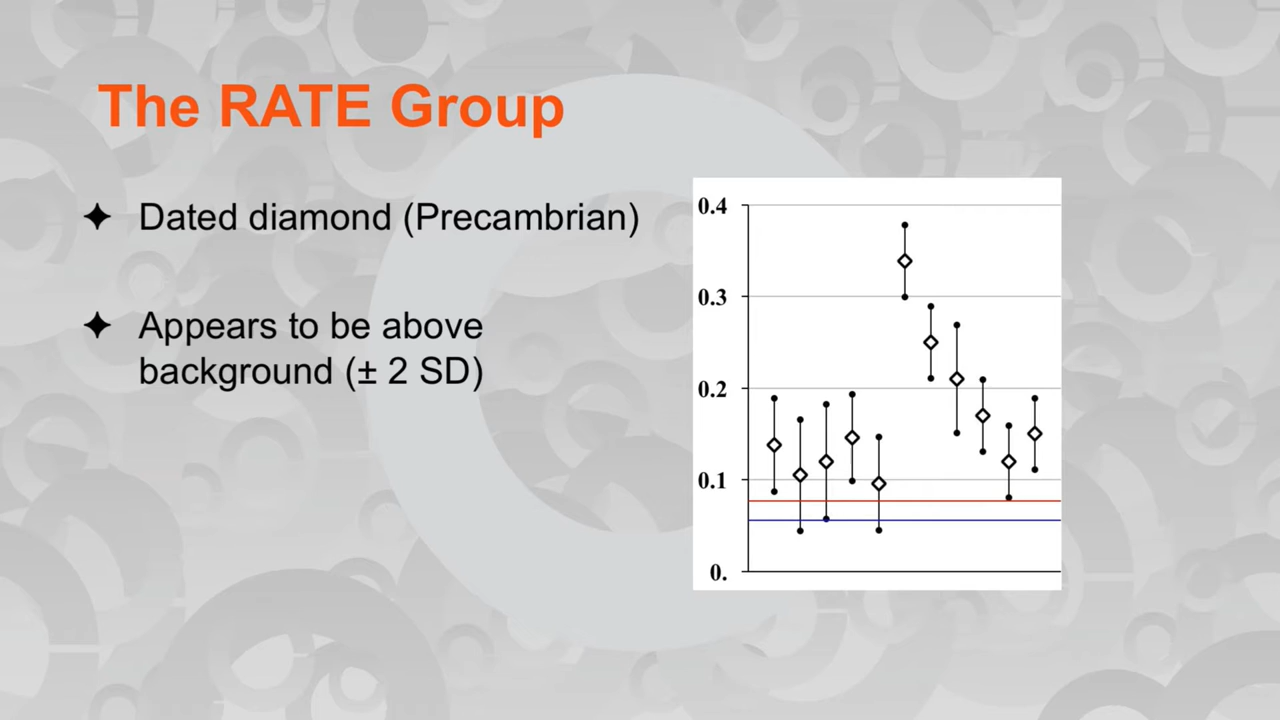 The RATE Group
✦ Dated diamond (Precambrian)
✦ Appears to be above
background (± 2 SD)
0.4
0.3
0.2
0.1
0.